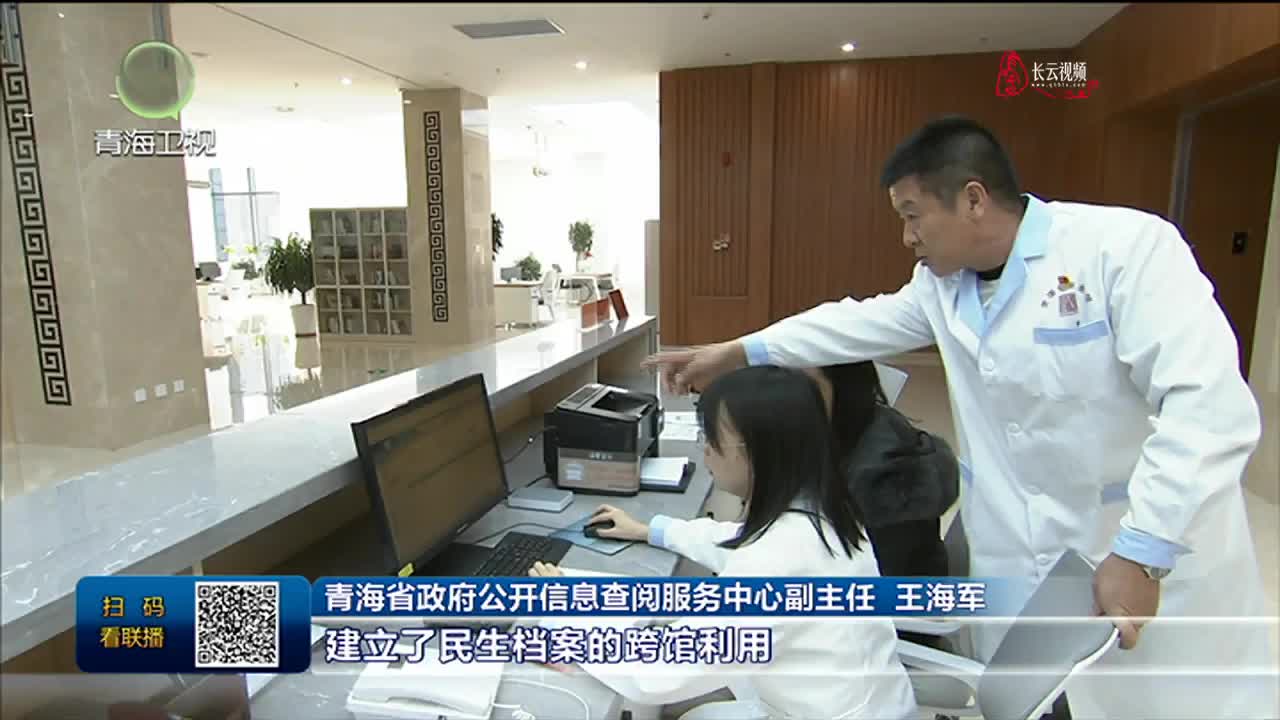 青海卫视
长云视频
扫 码
看联播
青海省政府公开信息查阅服务中心副主任 王海军
建立了民生档案的跨馆利用